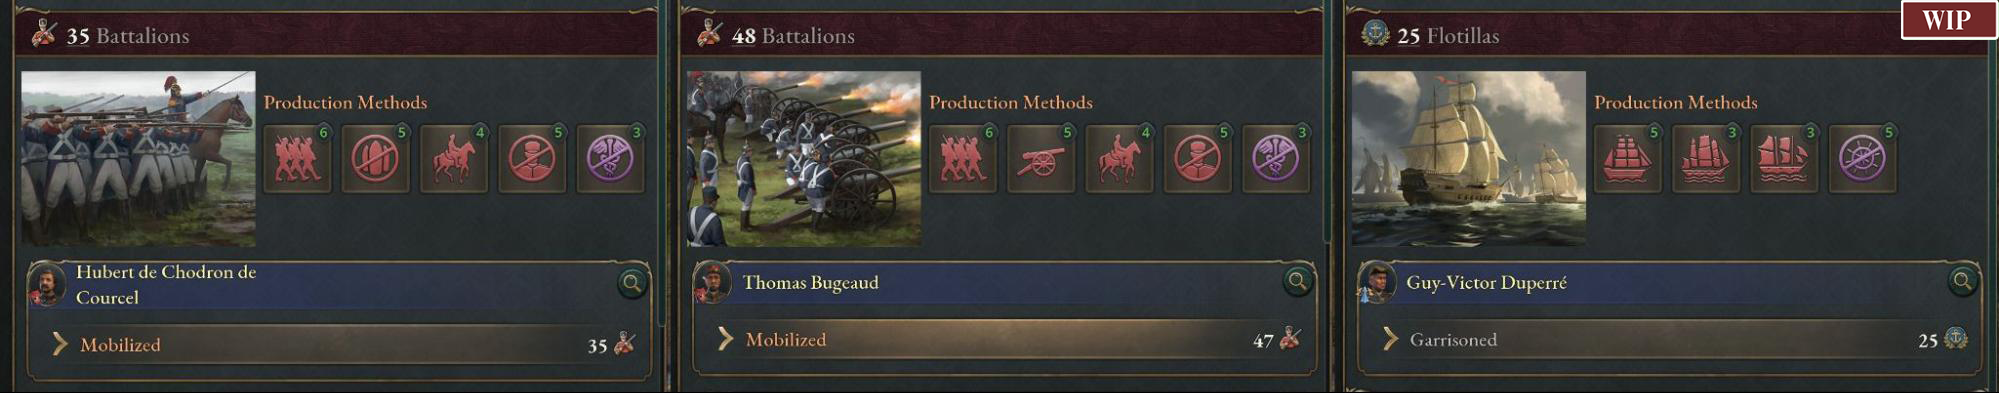 35 Battalions
Production Methods
6 5 4 5 3
Hubert de Chodron de
Courcel
Mobilized 35
48 Battalions
Production Methods
6 5 4 5 3
Thomas Bugeaud
Mobilized 47
25 Flotillas
WIP
Production Methods
5 3 3 5
Guy-Victor Duperré
Garrisoned 25